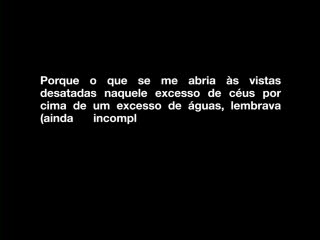 Porque o que se me abria às vistas
desatadas naquele excesso de céus por
cima de um excesso de águas, lembrava
(ainda incompl